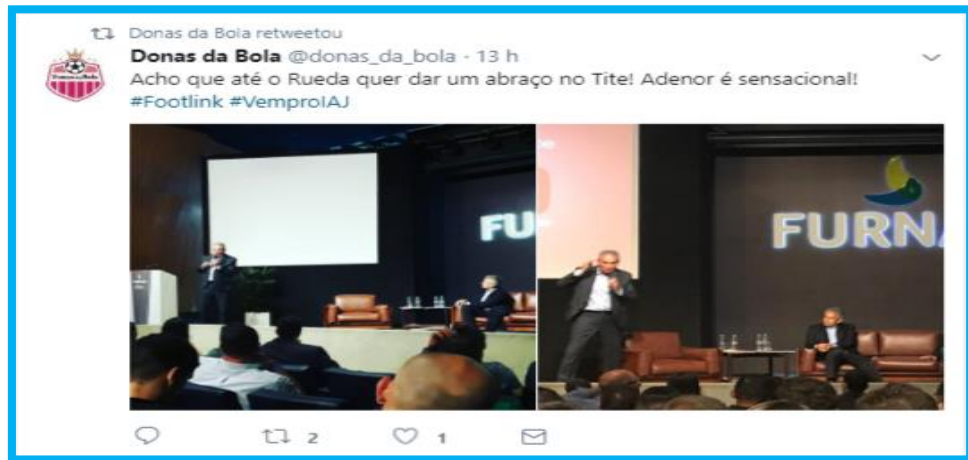 Donas da Bola retweetou
Donas da Bola @donas_da_bola · 13 h
Acho que até o Rueda quer dar um abraço no Tite! Adenor é sensacional!
#Footlink #VemproIAJ
FU
FURNA
2
1